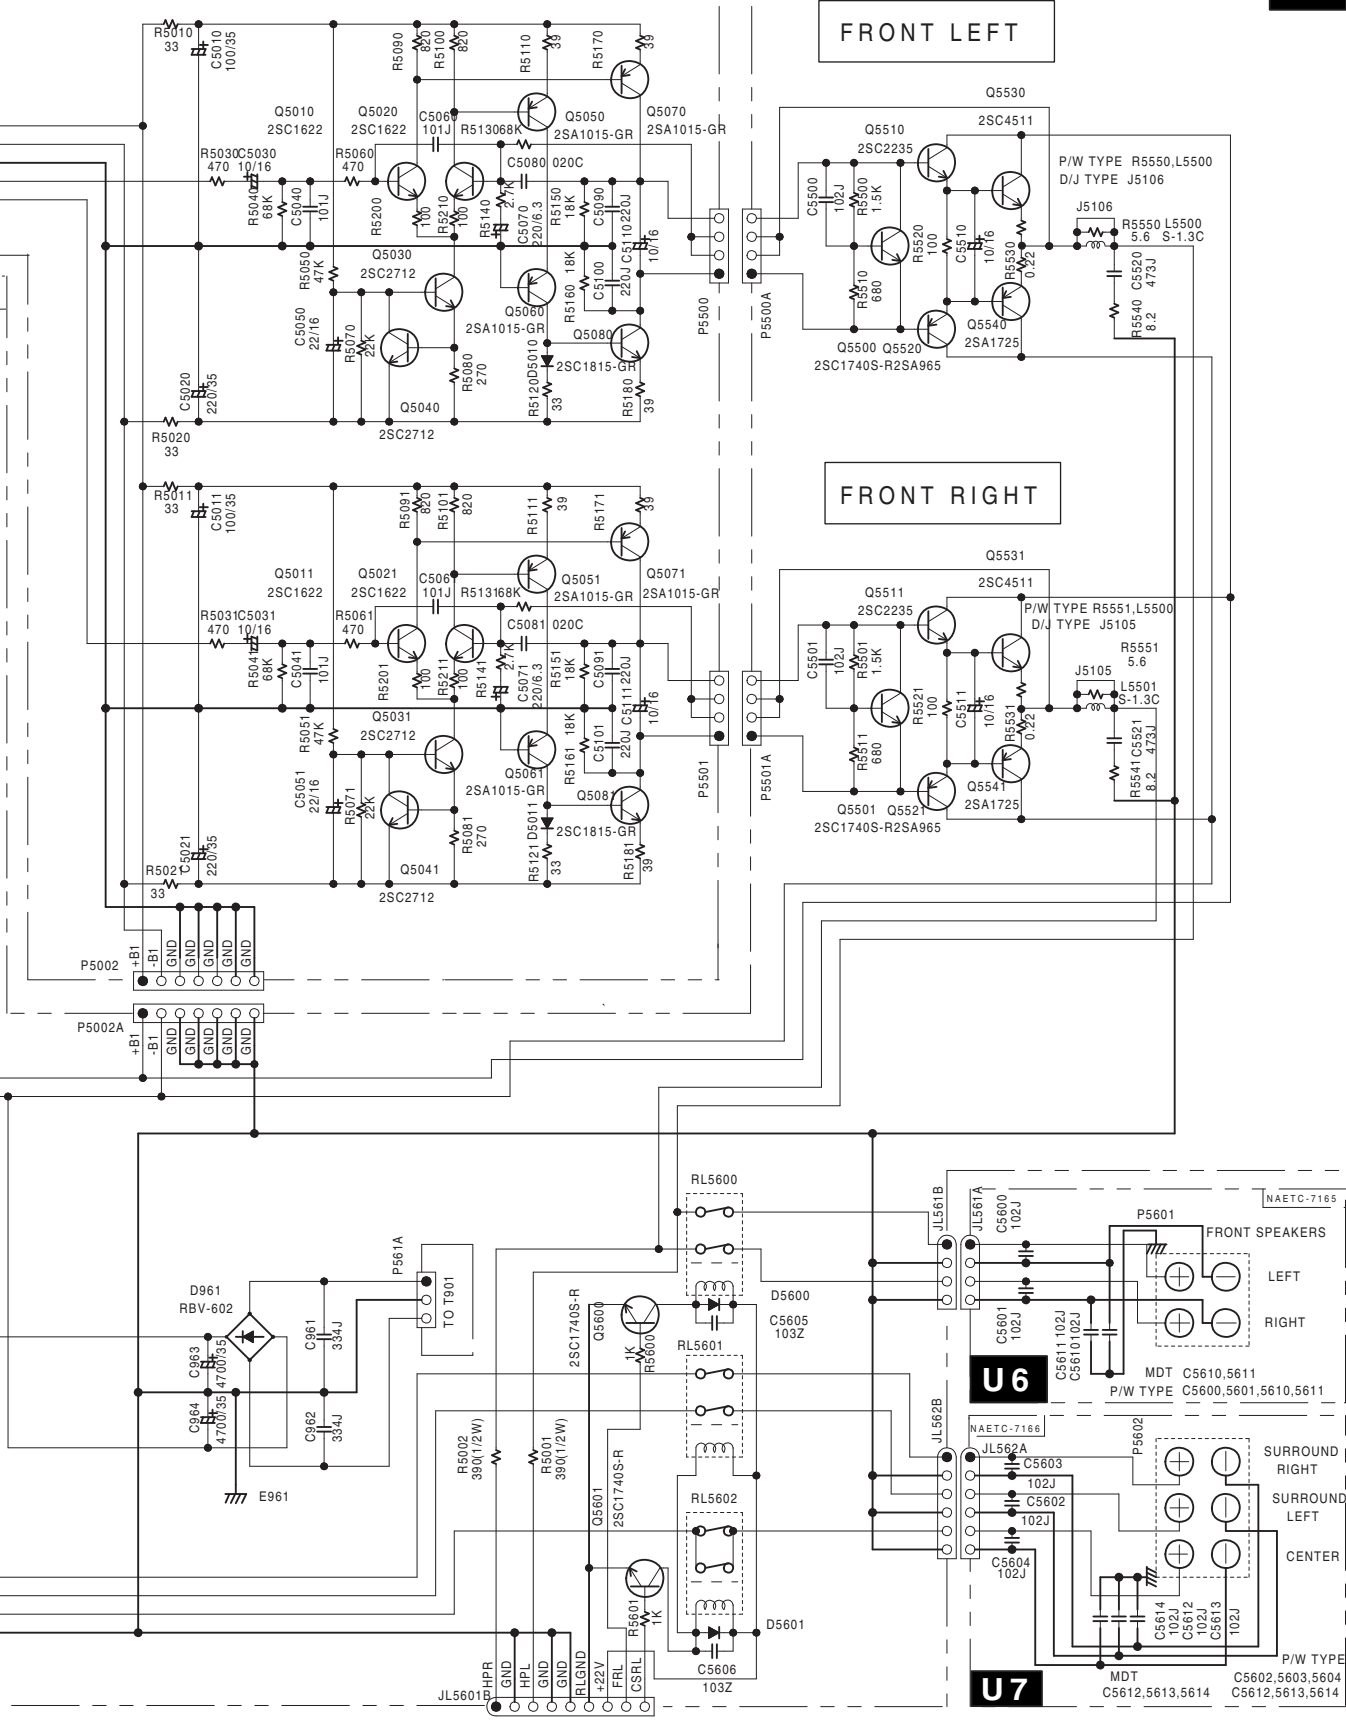 FRONT LEFT
R5010
33
C5010
100/35
R5090
820
R5100
820
R5110
39
R5170
39
Q5010
2SC1622
Q5020
2SC1622
C5060
101J
R5130 68K
Q5050
2SA1015-GR
Q5070
2SA1015-GR
R5030
470
C5030
10/16
R5060
470
C5080 020C
R5040
68K
C5040
101J
R5200
100
R5210
100
R5140
2.7K
C5070
220/6.3
R5150
18K
C5090
220J
C5110
10/16
R5050
47K
Q5030
2SC2712
Q5060
2SA1015-GR
R5160
18K
C5100
220J
C5050
22/16
R5070
22K
R5080
270
Q5080
2SC1815-GR
D5010
R5120
33
R5180
39
C5020
220/35
Q5040
2SC2712
R5020
33
P5500
P5500A
Q5530
2SC4511
Q5510
2SC2235
P/W TYPE R5550,L5500
D/J TYPE J5106
C5500
102J
R5500
1.5K
R5520
100
C5510
10/16
R5530
0.22
J5106
R5550
5.6
L5500
S-1.3C
C5520
473J
R5510
680
R5540
8.2
Q5540
2SA1725
Q5500
2SC1740S-R
Q5520
2SA965
FRONT RIGHT
R5011
33
C5011
100/35
R5091
820
R5101
820
R5111
39
R5171
39
Q5011
2SC1622
Q5021
2SC1622
C506
101J
R5131 68K
Q5051
2SA1015-GR
Q5071
2SA1015-GR
R5031
470
C5031
10/16
R5061
470
C5081 020C
R5041
68K
C5041
101J
R5201
100
R5211
100
R5141
2.7K
C5071
220/6.3
R5151
18K
C5091
220J
C5111
10/16
R5051
47K
Q5031
2SC2712
Q5061
2SA1015-GR
R5161
18K
C5101
220J
C5051
22/16
R5071
22K
R5081
270
Q5081
2SC1815-GR
D5011
R5121
33
R5181
39
C5021
220/35
Q5041
2SC2712
R5021
33
P5501
P5501A
Q5531
2SC4511
Q5511
2SC2235
P/W TYPE R5551,L5500
D/J TYPE J5105
C5501
102J
R5501
1.5K
R5521
100
C5511
10/16
R5531
0.22
J5105
R5551
5.6
L5501
S-1.3C
C5521
473J
R5511
680
R5541
8.2
Q5541
2SA1725
Q5501
2SC1740S-R
Q5521
2SA965
P5002
+B1
-B1
GND
GND
GND
GND
GND
P5002A
+B1
-B1
GND
GND
GND
GND
GND
RL5600
JL561B
JL561A
C5600
102J
P5601
NAETC-7165
FRONT SPEAKERS
LEFT
RIGHT
P561A
TO T901
D961
RBV-602
C961
334J
C963
4700/35
C964
4700/35
C962
334J
E961
2SC1740S-R
Q5600
1K
R5600
D5600
C5605
103Z
RL5601
C5601
102J
C5611 102J
C5610 102J
U6
MDT C5610,5611
P/W TYPE C5600,5601,5610,5611
JL562B
NAETC-7166
JL562A
P5602
R5002
390(1/2W)
R5001
390(1/2W)
Q5601
2SC1740S-R
RL5602
C5603
102J
C5602
102J
C5604
102J
SURROUND
RIGHT
SURROUND
LEFT
CENTER
R5601
1K
D5601
C5606
103Z
C5614
102J
C5612
102J
C5613
102J
U7
MDT
C5612,5613,5614
P/W TYPE
C5602,5603,5604
C5612,5613,5614
JL5601B
HPR
GND
HPL
GND
GND
RLGND
+22V
FRL
CSRL